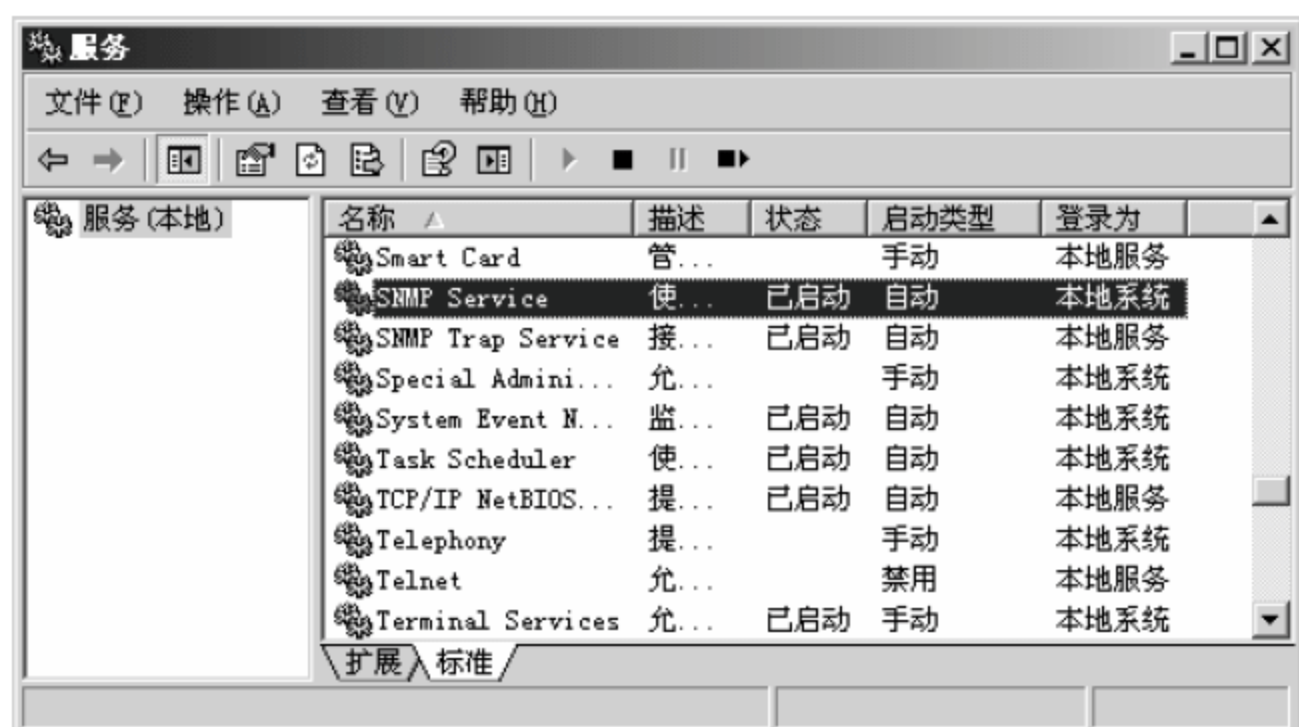 服务
文件(F) 操作(A) 查看(V) 帮助(H)
服务(本地)
名称 描述 状态 启动类型 登录为
Smart Card 管... 手动 本地服务
SNMP Service 使... 已启动 自动 本地系统
SNMP Trap Service 接... 已启动 自动 本地服务
Special Admini... 允... 手动 本地系统
System Event N... 监... 已启动 自动 本地系统
Task Scheduler 使... 已启动 自动 本地系统
TCP/IP NetBIOS... 提... 已启动 自动 本地服务
Telephony 提... 手动 本地系统
Telnet 允... 禁用 本地服务
Terminal Services 允... 已启动 手动 本地系统
扩展 标准